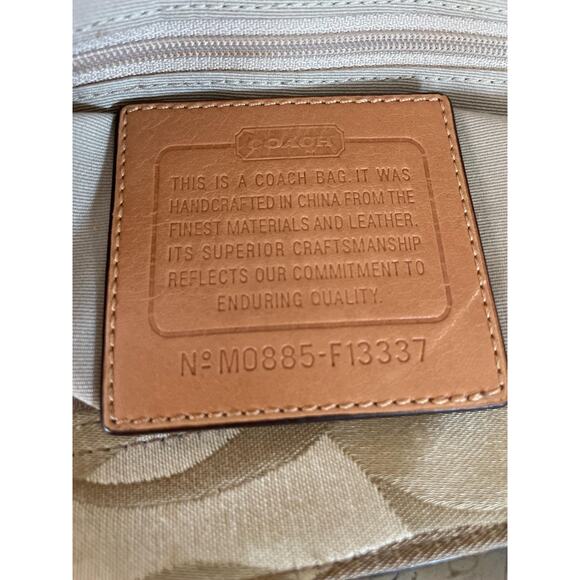 COACH
THIS IS A COACH BAG. IT WAS
HANDCRAFTED IN CHINA FROM THE
FINEST MATERIALS AND LEATHER.
ITS SUPERIOR CRAFTSMANSHIP
REFLECTS OUR COMMITMENT TO
ENDURING QUALITY.
Nº M0885-F13337